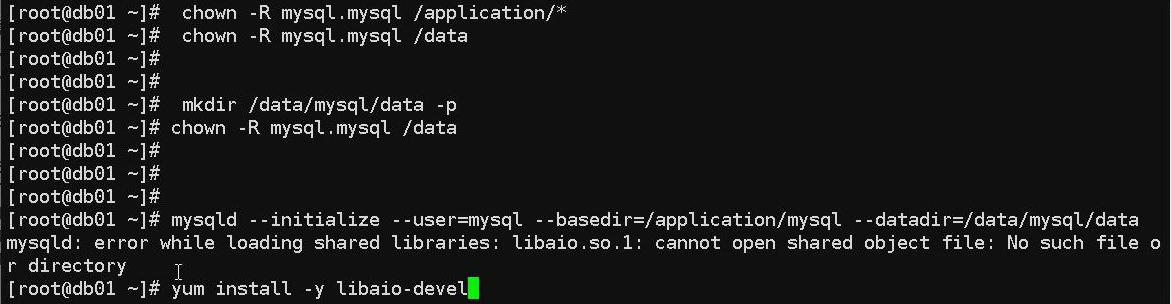 [root@db01 ~]#  chown -R mysql.mysql /application/*
[root@db01 ~]#  chown -R mysql.mysql /data
[root@db01 ~]#
[root@db01 ~]#
[root@db01 ~]#  mkdir /data/mysql/data -p
[root@db01 ~]# chown -R mysql.mysql /data
[root@db01 ~]#
[root@db01 ~]#
[root@db01 ~]#
[root@db01 ~]# mysqld --initialize --user=mysql --basedir=/application/mysql --datadir=/data/mysql/data
mysqld: error while loading shared libraries: libaio.so.1: cannot open shared object file: No such file o
r directory
[root@db01 ~]# yum install -y libaio-devel